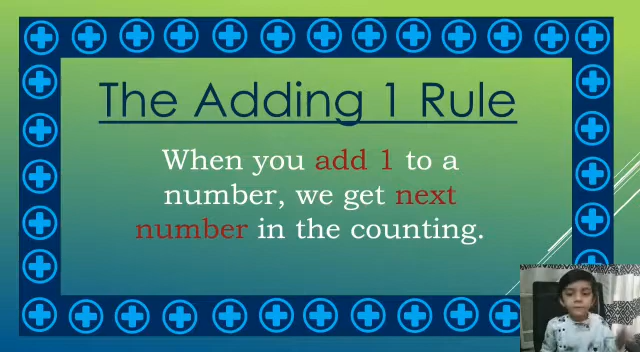 The Adding 1 Rule
When you add 1 to a
number, we get next
number in the counting.